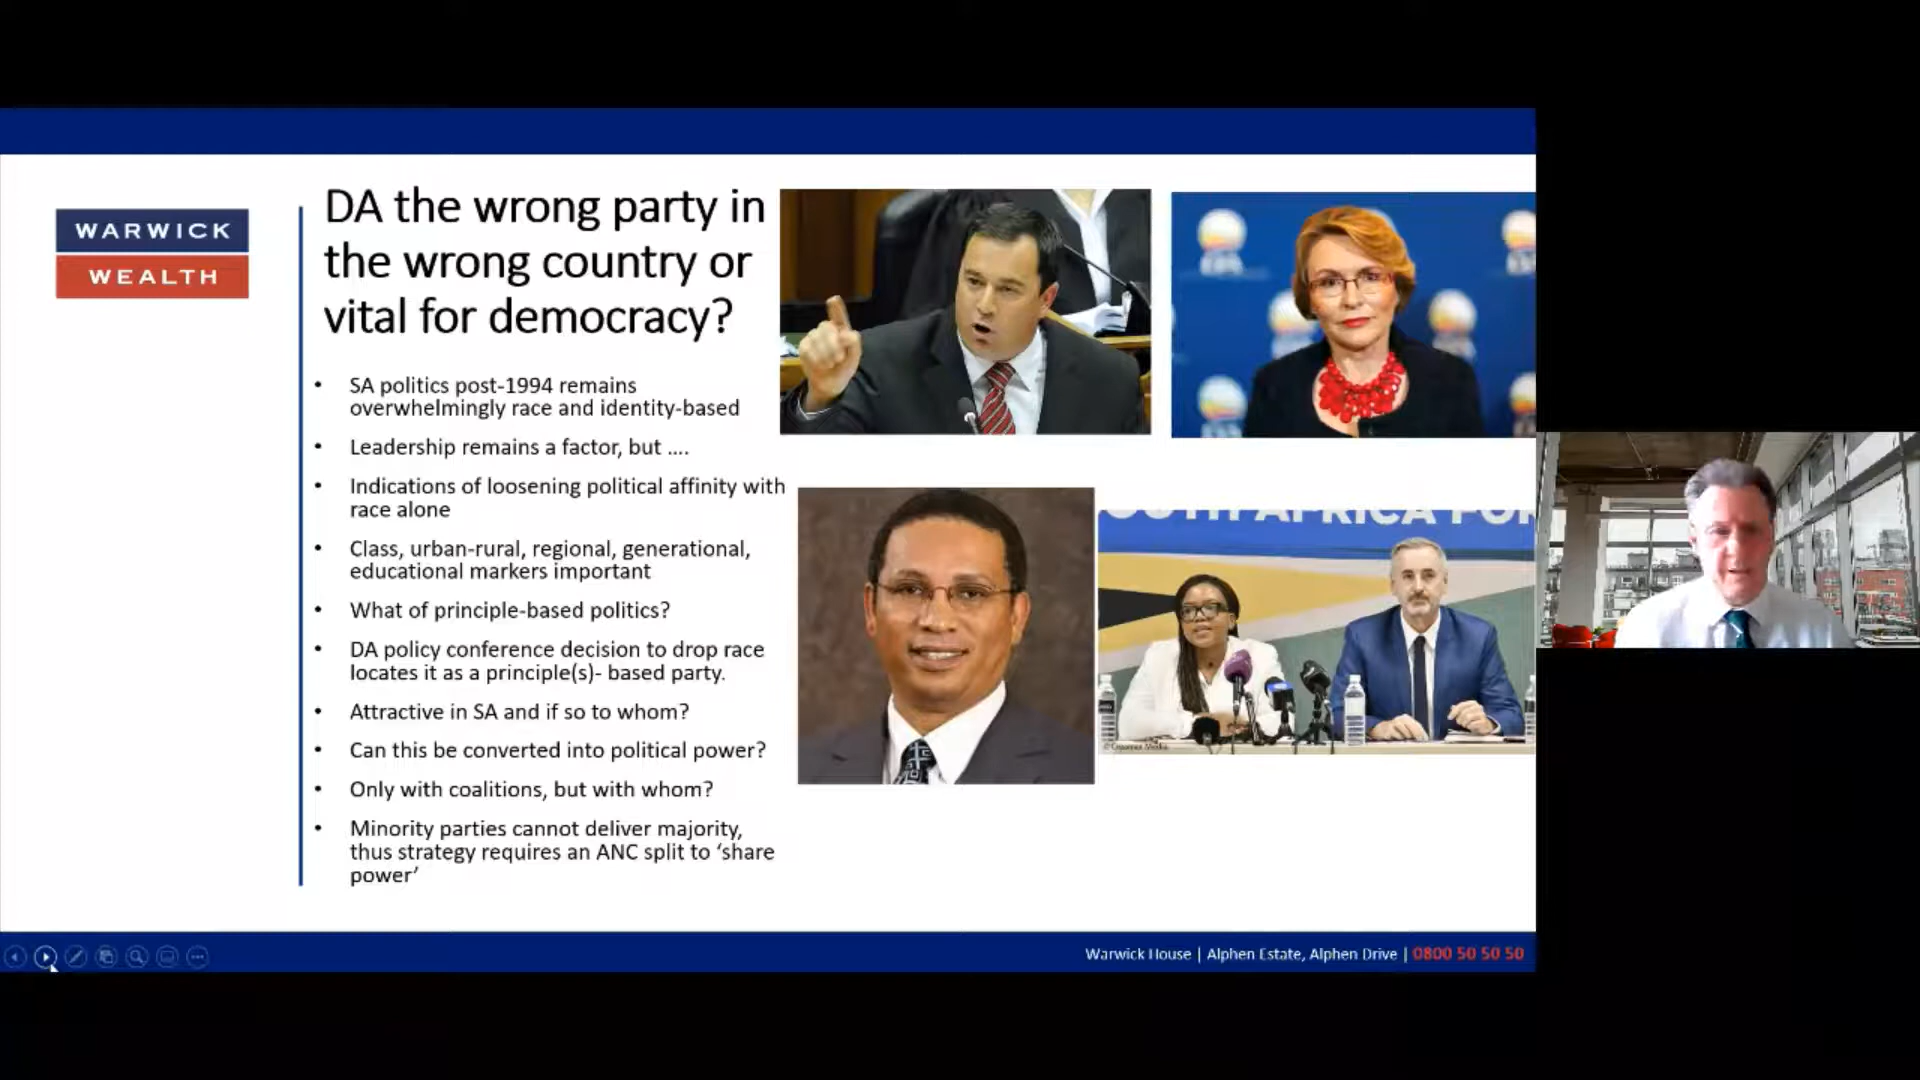 WARWICK
WEALTH
DA the wrong party in
the wrong country or
vital for democracy?
• SA politics post-1994 remains
overwhelmingly race and identity-based
• Leadership remains a factor, but ....
• Indications of loosening political affinity with
race alone
• Class, urban-rural, regional, generational,
educational markers important
• What of principle-based politics?
• DA policy conference decision to drop race
locates it as a principle(s)- based party.
• Attractive in SA and if so to whom?
• Can this be converted into political power?
• Only with coalitions, but with whom?
• Minority parties cannot deliver majority,
thus strategy requires an ANC split to ‘share
power’
AFRICA
Warwick House | Alphen Estate, Alphen Drive | 0800 50 50 50